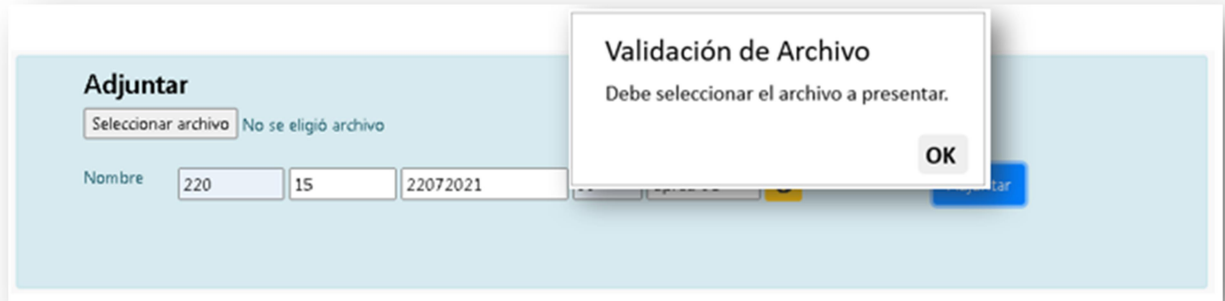 Validación de Archivo
Debe seleccionar el archivo a presentar.
OK
Adjuntar
Seleccionar archivo No se eligió archivo
Nombre 220 15 22072021